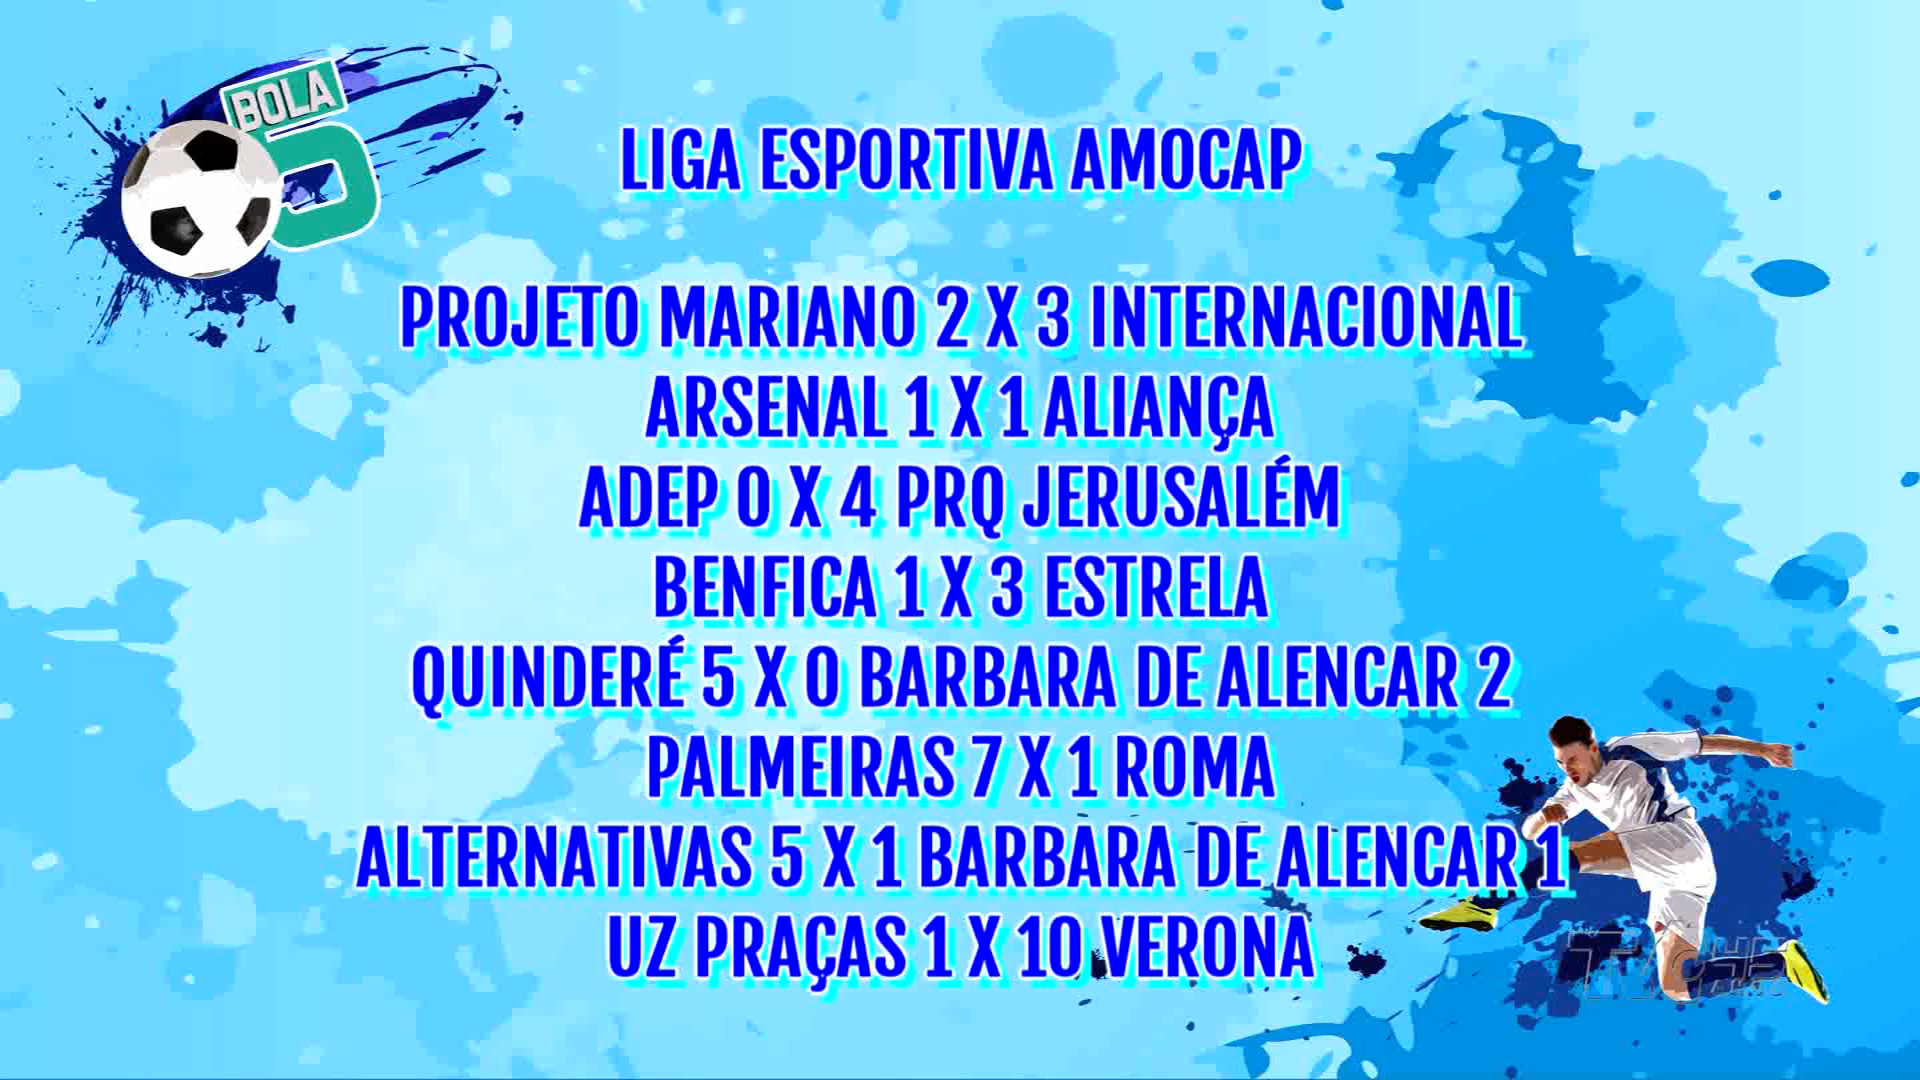 BOLA
5
LIGA ESPORTIVA AMOCAP
PROJETO MARIANO 2 X 3 INTERNACIONAL
ARSENAL 1 X 1 ALIANÇA
ADEP 0 X 4 PRQ JERUSALÉM
BENFICA 1 X 3 ESTRELA
QUINDERÉ 5 X 0 BARBARA DE ALENCAR 2
PALMEIRAS 7 X 1 ROMA
ALTERNATIVAS 5 X 1 BARBARA DE ALENCAR 1
UZ PRAÇAS 1 X 10 VERONA